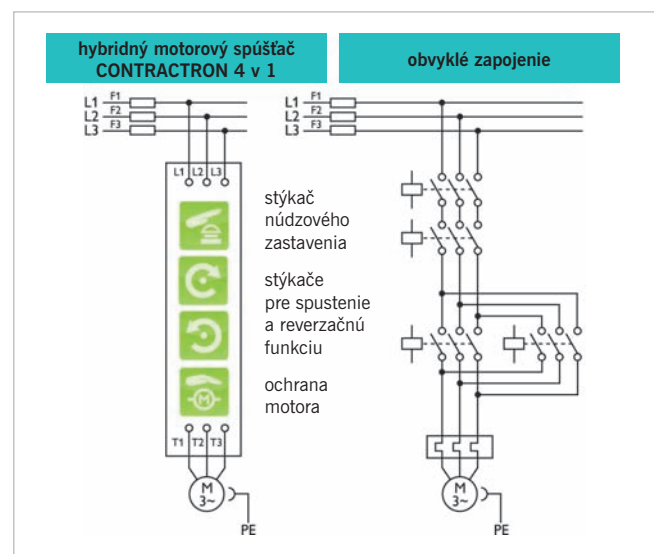 hybridný motorový spúšťač
CONTRACTRON 4 v 1
obvyklé zapojenie
L1 F1
L2 F2
L3 F3
L1 L2 L3
T1 T2 T3
M
3~
PE
stýkač
núdzového
zastavenia
stýkače
pre spustenie
a reverzačnú
funkciu
ochrana
motora
M
L1 F1
L2 F2
L3 F3
M
3~
PE